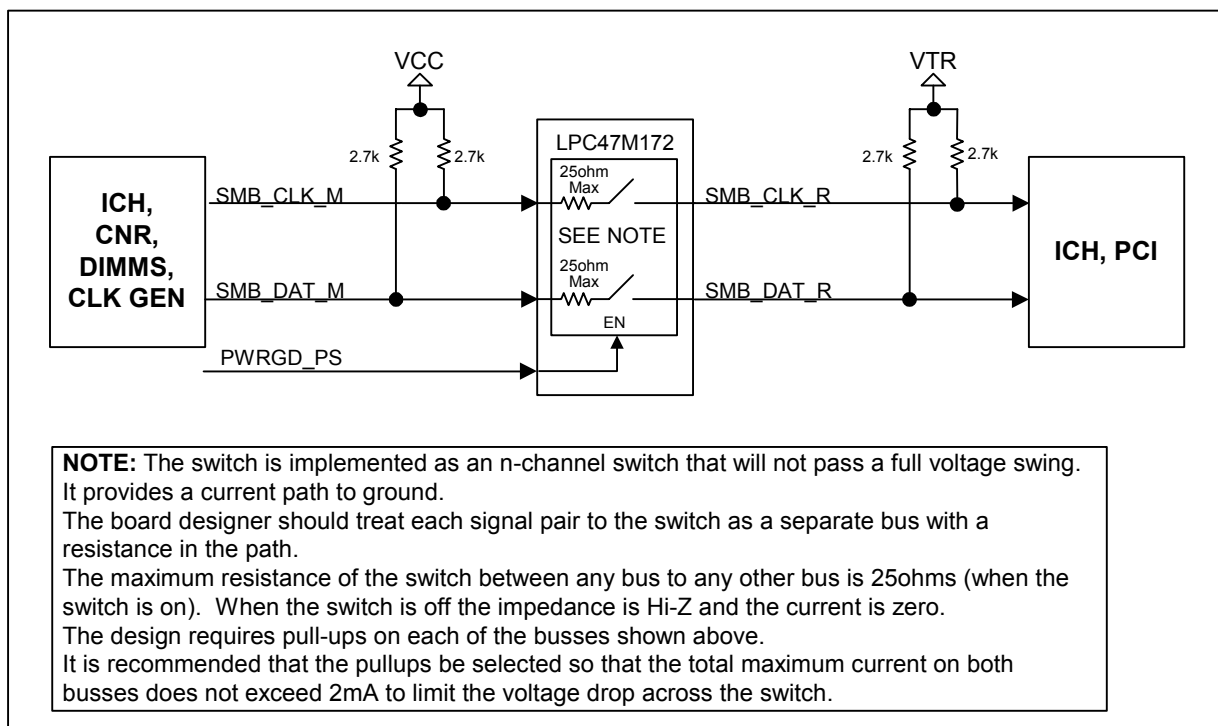 VCC
VTR
LPC47M172
2.7k
2.7k
2.7k
2.7k
25ohm
Max
SMB_CLK_M
SMB_CLK_R
ICH,
CNR,
DIMMS,
CLK GEN
SEE NOTE
ICH, PCI
25ohm
Max
SMB_DAT_M
SMB_DAT_R
EN
PWRGD_PS
NOTE: The switch is implemented as an n-channel switch that will not pass a full voltage swing.
It provides a current path to ground.
The board designer should treat each signal pair to the switch as a separate bus with a
resistance in the path.
The maximum resistance of the switch between any bus to any other bus is 25ohms (when the
switch is on). When the switch is off the impedance is Hi-Z and the current is zero.
The design requires pull-ups on each of the busses shown above.
It is recommended that the pullups be selected so that the total maximum current on both
busses does not exceed 2mA to limit the voltage drop across the switch.